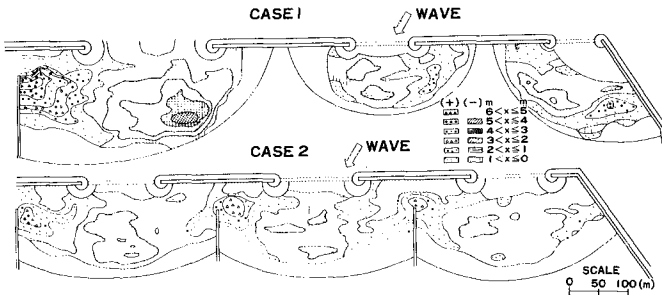 CASE 1
WAVE
(+) (-) m m
6 < x ≦ 5
5 < x ≦ 4
4 < x ≦ 3
3 < x ≦ 2
2 < x ≦ 1
1 < x ≦ 0
CASE 2
WAVE
SCALE
0 50 100 (m)